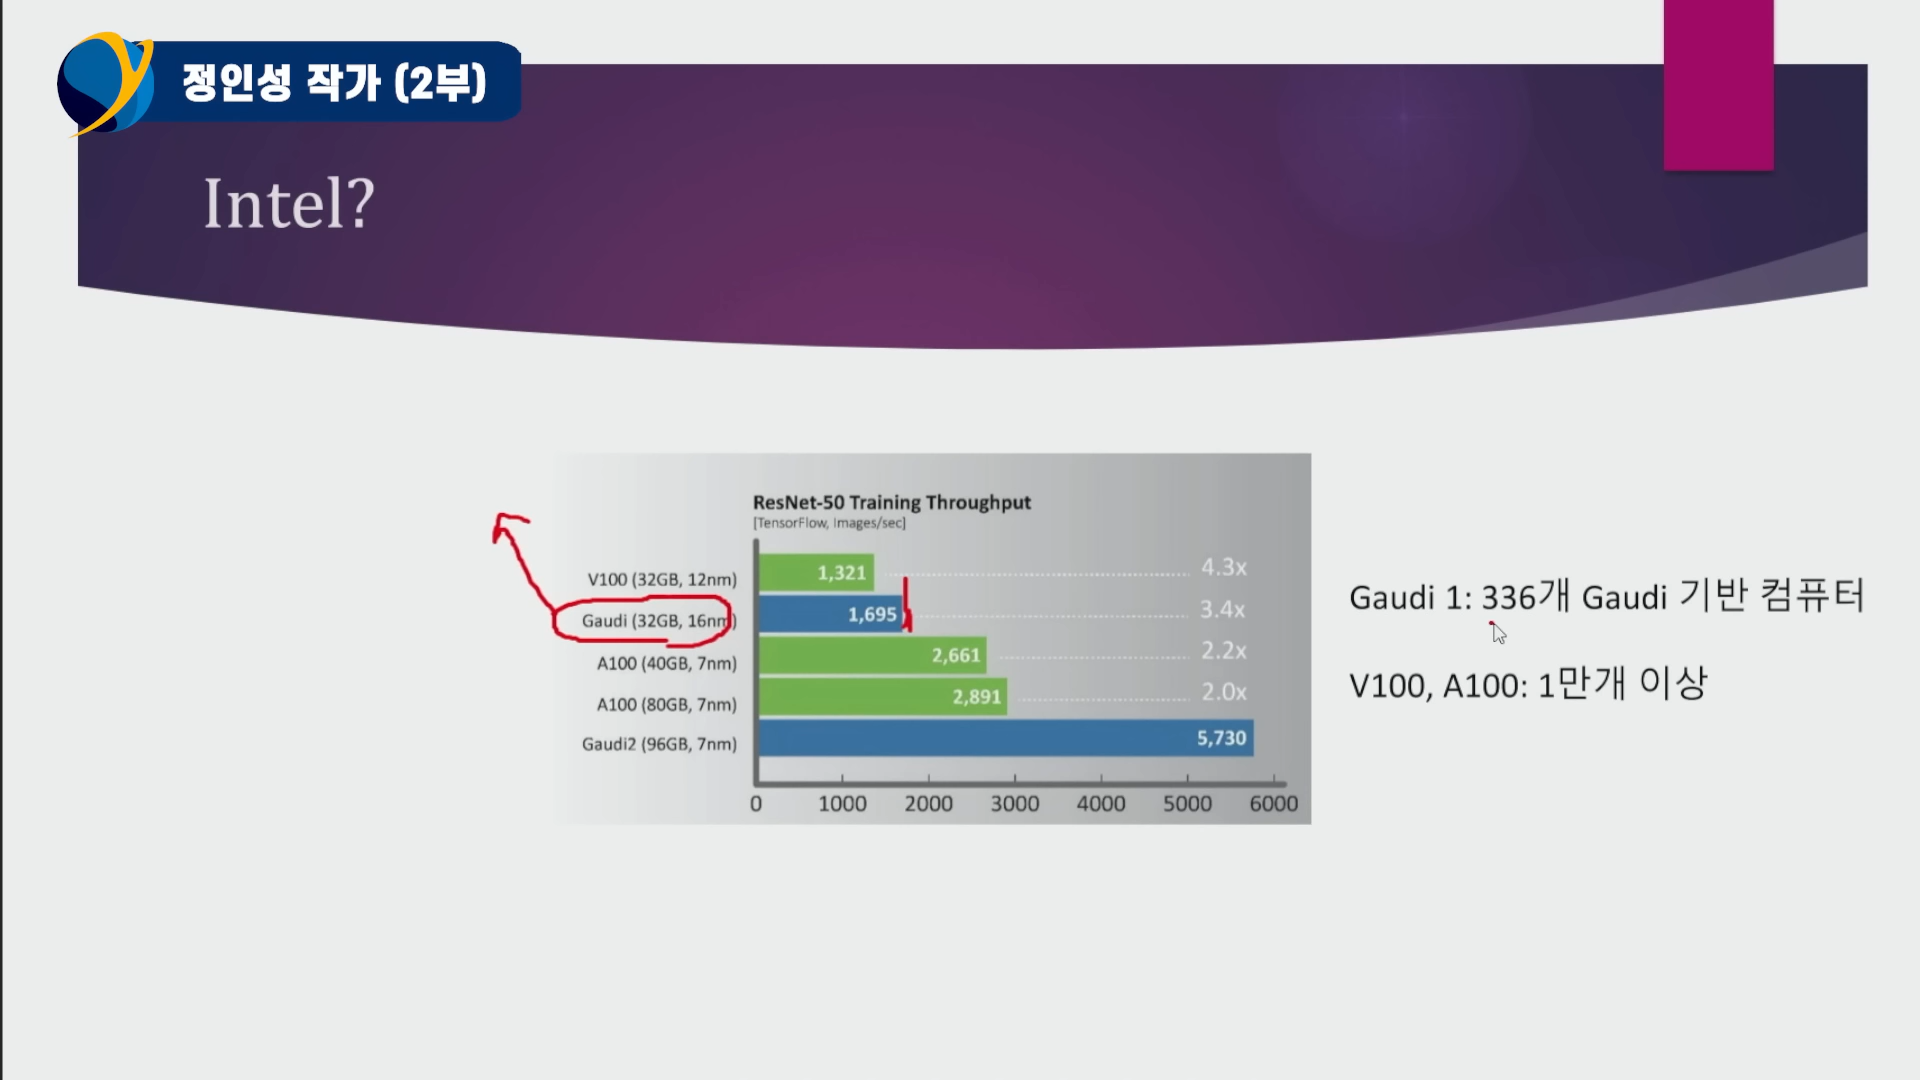 정인성 작가 (2부)
Intel?
ResNet-50 Training Throughput
[TensorFlow, Images/sec]
V100 (32GB, 12nm) 1,321 4.3x
Gaudi (32GB, 16nm) 1,695 3.4x
A100 (40GB, 7nm) 2,661 2.2x
A100 (80GB, 7nm) 2,891 2.0x
Gaudi2 (96GB, 7nm) 5,730
0 1000 2000 3000 4000 5000 6000
Gaudi 1: 336개 Gaudi 기반 컴퓨터
V100, A100: 1만개 이상